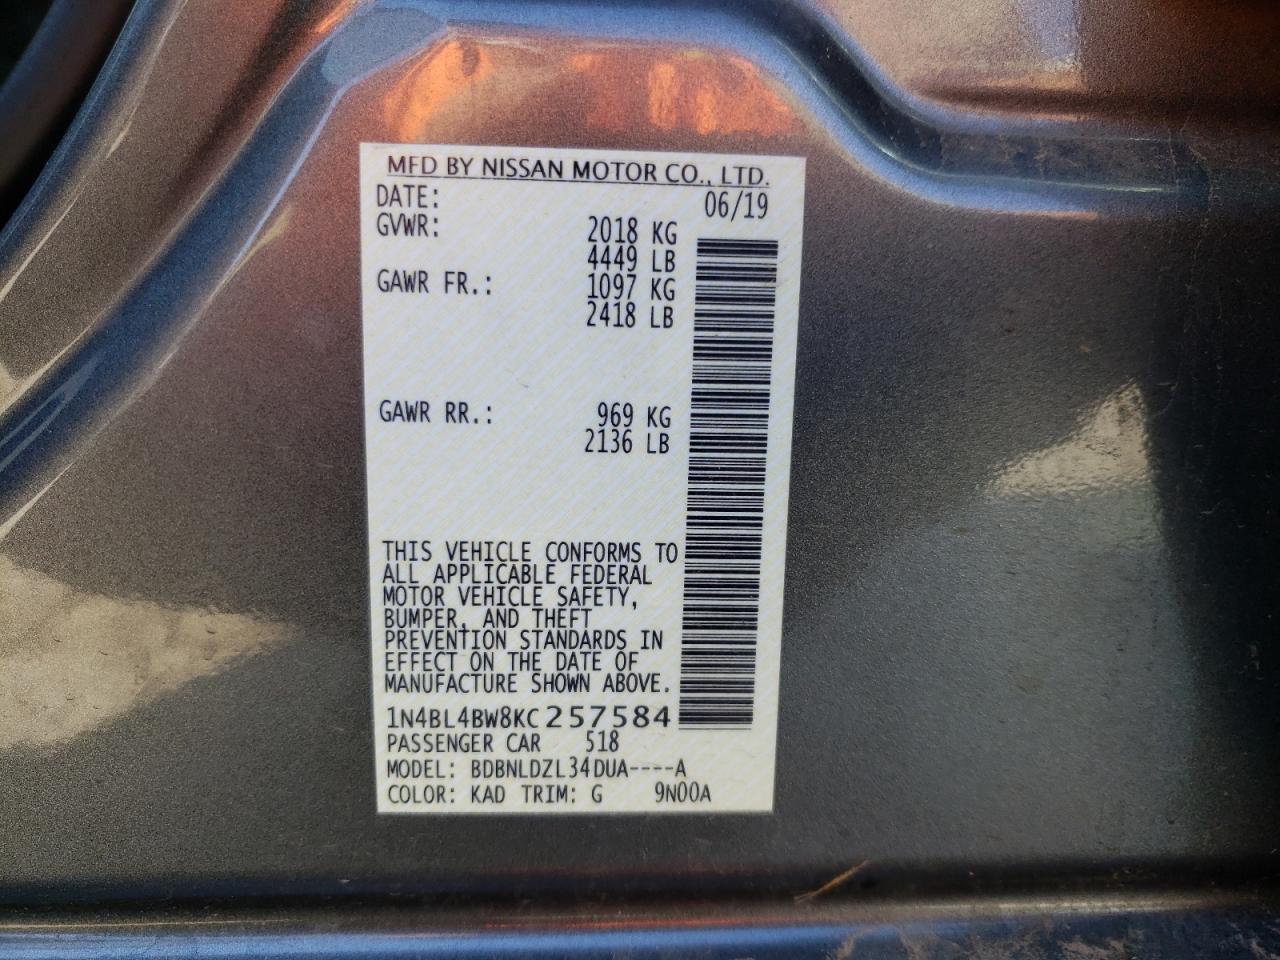 MFD BY NISSAN MOTOR CO., LTD.
DATE: 06/19
GVWR: 2018 KG
4449 LB
GAWR FR.: 1097 KG
2418 LB
GAWR RR.: 969 KG
2136 LB
THIS VEHICLE CONFORMS TO
ALL APPLICABLE FEDERAL
MOTOR VEHICLE SAFETY,
BUMPER, AND THEFT
PREVENTION STANDARDS IN
EFFECT ON THE DATE OF
MANUFACTURE SHOWN ABOVE.
1N4BL4BW8KC257584
PASSENGER CAR 518
MODEL: BDBNLDZL34DUA----A
COLOR: KAD TRIM: G 9N00A